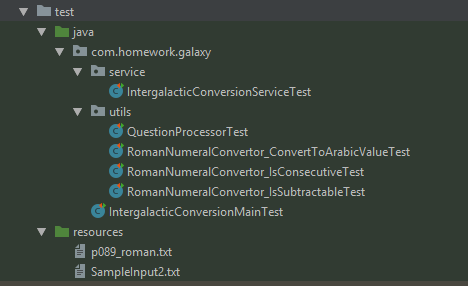 test
java
com.homework.galaxy
service
IntergalacticConversionServiceTest
utils
QuestionProcessorTest
RomanNumeralConvertor_ConvertToArabicValueTest
RomanNumeralConvertor_IsConsecutiveTest
RomanNumeralConvertor_IsSubtractableTest
IntergalacticConversionMainTest
resources
p089_roman.txt
SampleInput2.txt